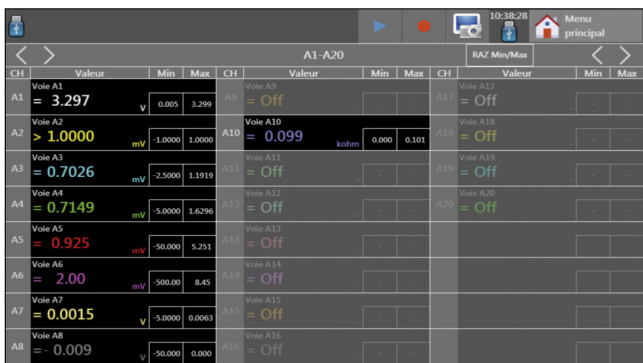 10:38:28
Menu
principal
A1-A20
RAZ Min/Max
CH Valeur Min Max CH Valeur Min Max CH Valeur Min Max
Voie A1 Voie A9 Voie A17
A1 = 3.297 V 0.005 3.299 A9 = Off - - A17 = Off - -
Voie A2 Voie A10 Voie A18
A2 > 1.0000 mV -1.0000 1.0000 A10 = 0.099 kohm 0.000 0.101 A18 = Off - -
Voie A3 Voie A11 Voie A19
A3 = 0.7026 mV -2.5000 1.1919 A11 = Off - - A19 = Off - -
Voie A4 Voie A12 Voie A20
A4 = 0.7149 mV -5.0000 1.6296 A12 = Off - - A20 = Off - -
Voie A5 Voie A13
A5 = 0.925 mV -50.000 5.251 A13 = Off - -
Voie A6 Voie A14
A6 = 2.00 mV -500.00 8.45 A14 = Off - -
Voie A7 Voie A15
A7 = 0.0015 V -5.0000 0.0063 A15 = Off - -
Voie A8 Voie A16
A8 =- 0.009 V -50.000 0.000 A16 = Off - -